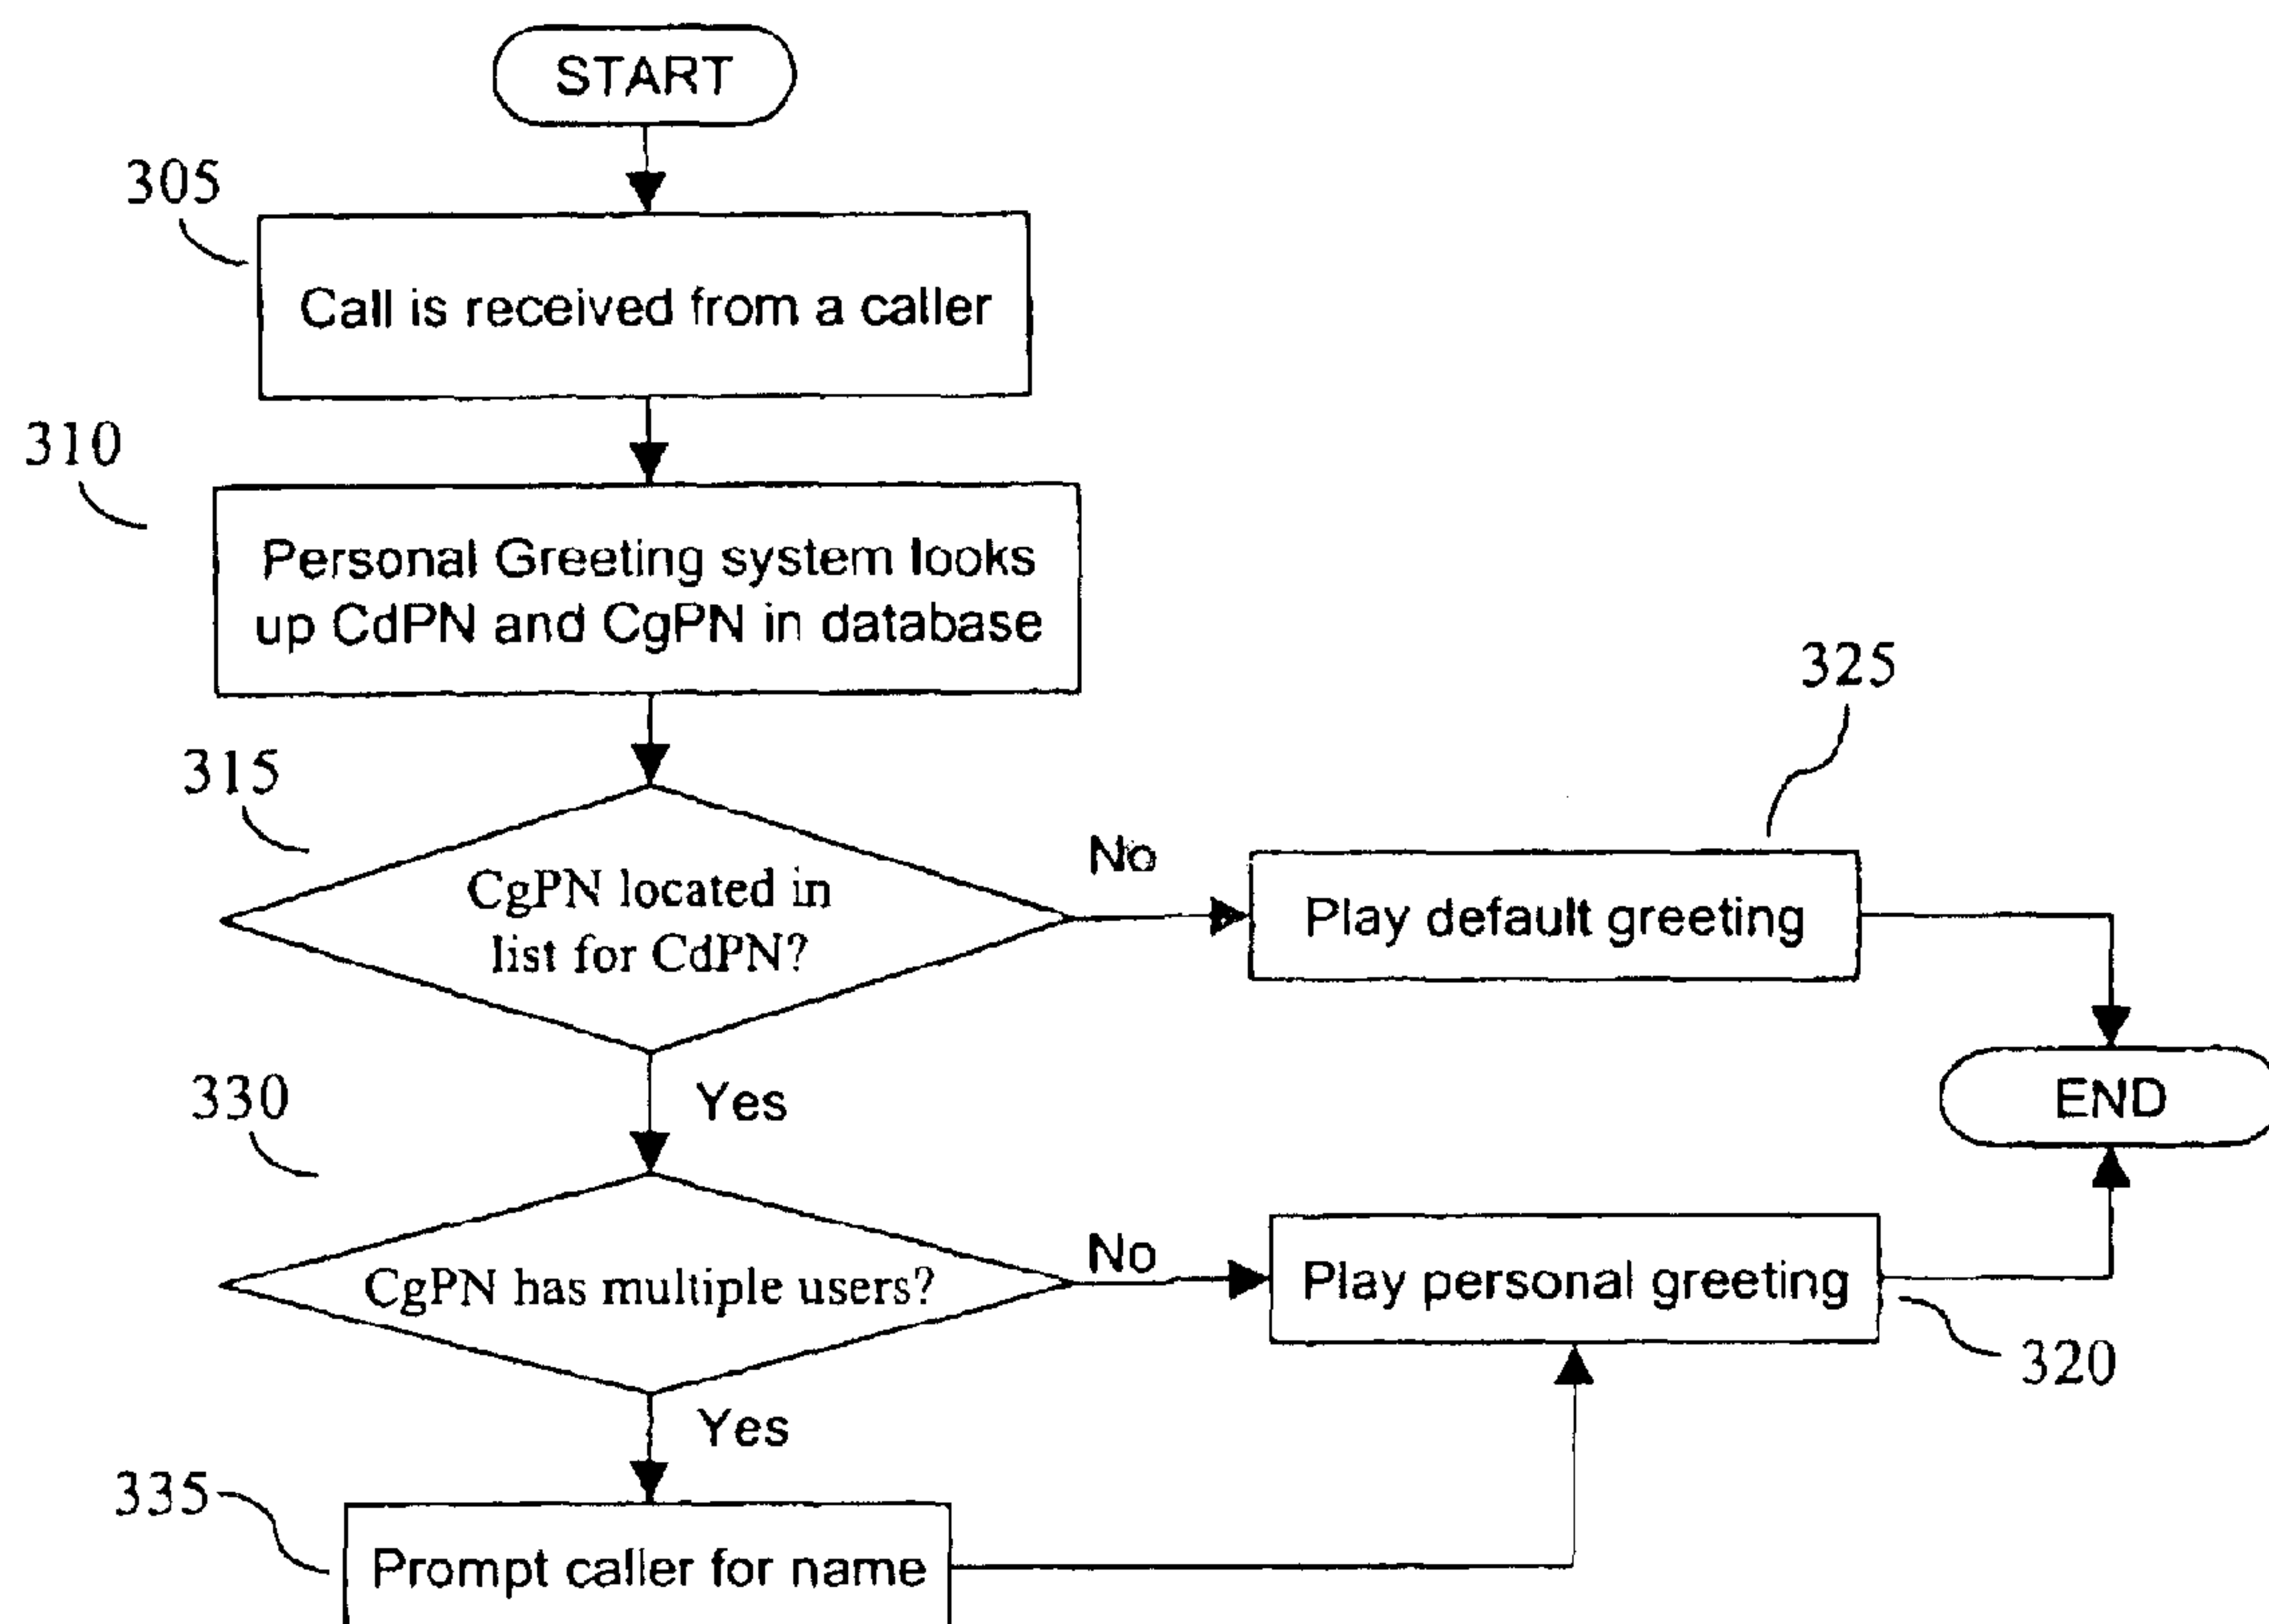 START
305
Call is received from a caller
310
Personal Greeting system looks
up CdPN and CgPN in database
325
315
CgPN located in
list for CdPN?
No
Play default greeting
Yes
END
330
CgPN has multiple users?
No
Play personal greeting
320
Yes
335
Prompt caller for name